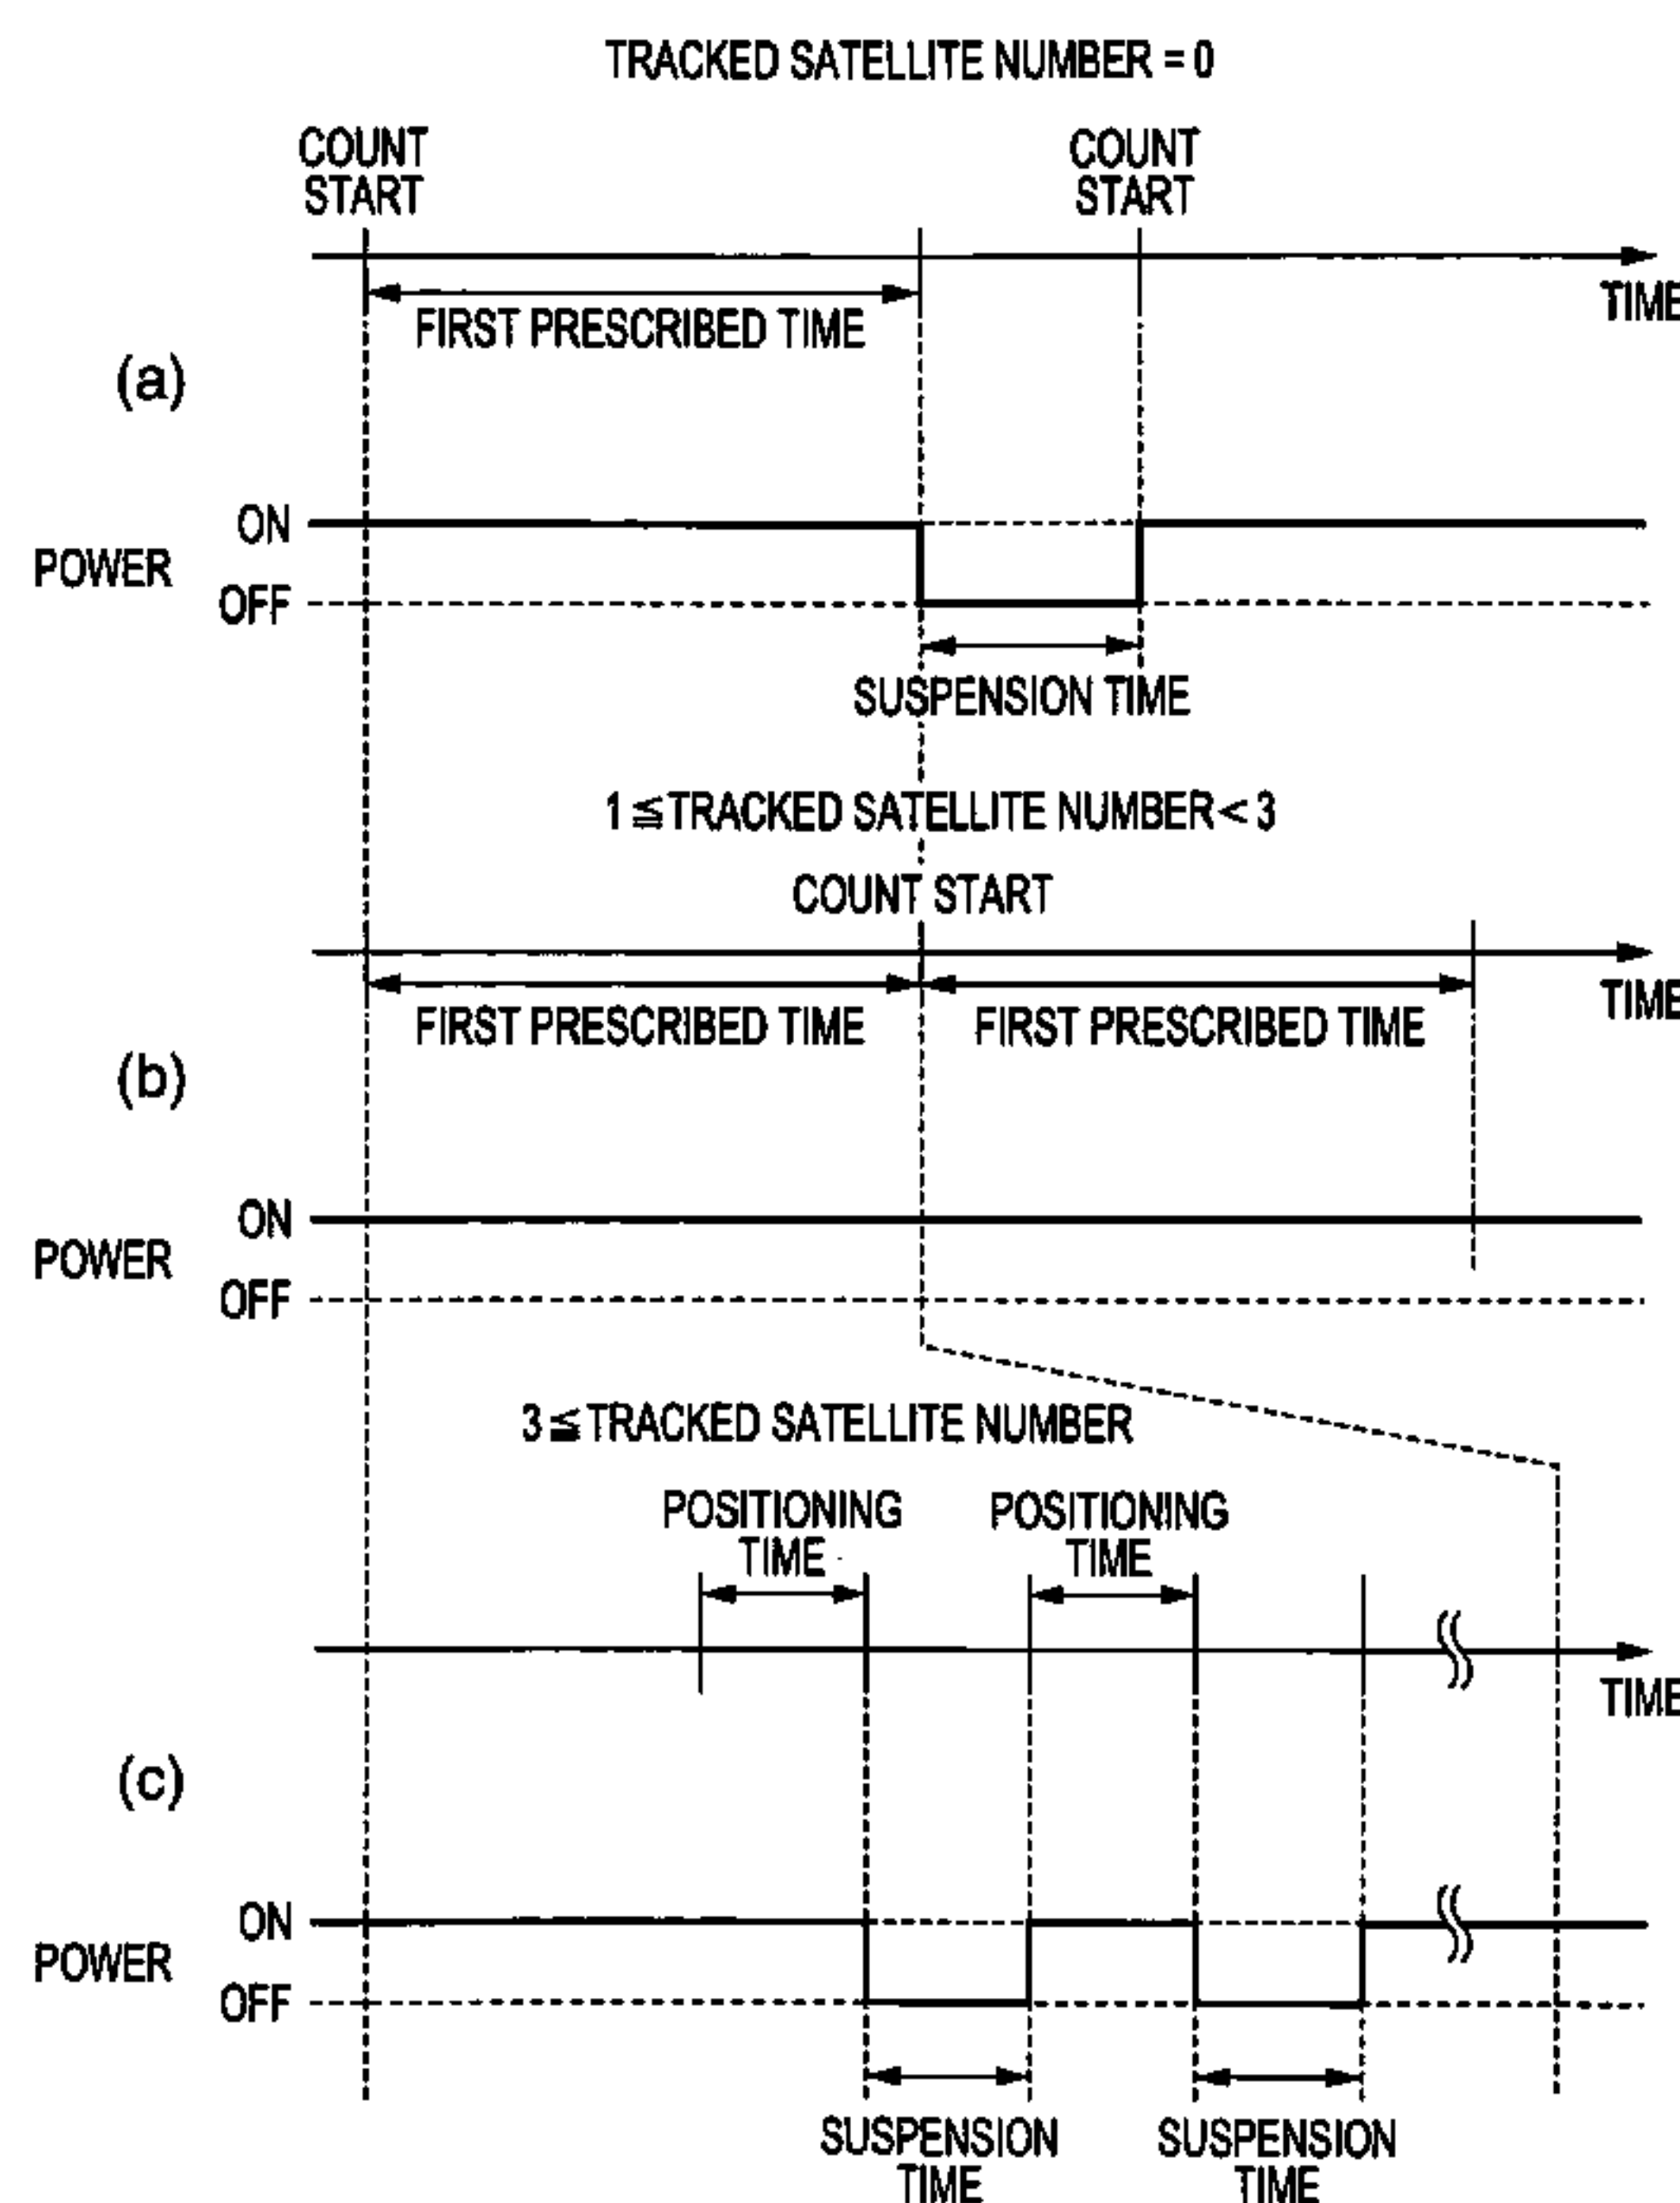 TRACKED SATELLITE NUMBER = 0
COUNT START
COUNT START
TIME
FIRST PRESCRIBED TIME
(a)
ON
POWER
OFF
SUSPENSION TIME
1 ≦ TRACKED SATELLITE NUMBER < 3
COUNT START
TIME
FIRST PRESCRIBED TIME
FIRST PRESCRIBED TIME
(b)
ON
POWER
OFF
3 ≦ TRACKED SATELLITE NUMBER
POSITIONING TIME
POSITIONING TIME
TIME
(c)
ON
POWER
OFF
SUSPENSION TIME
SUSPENSION TIME